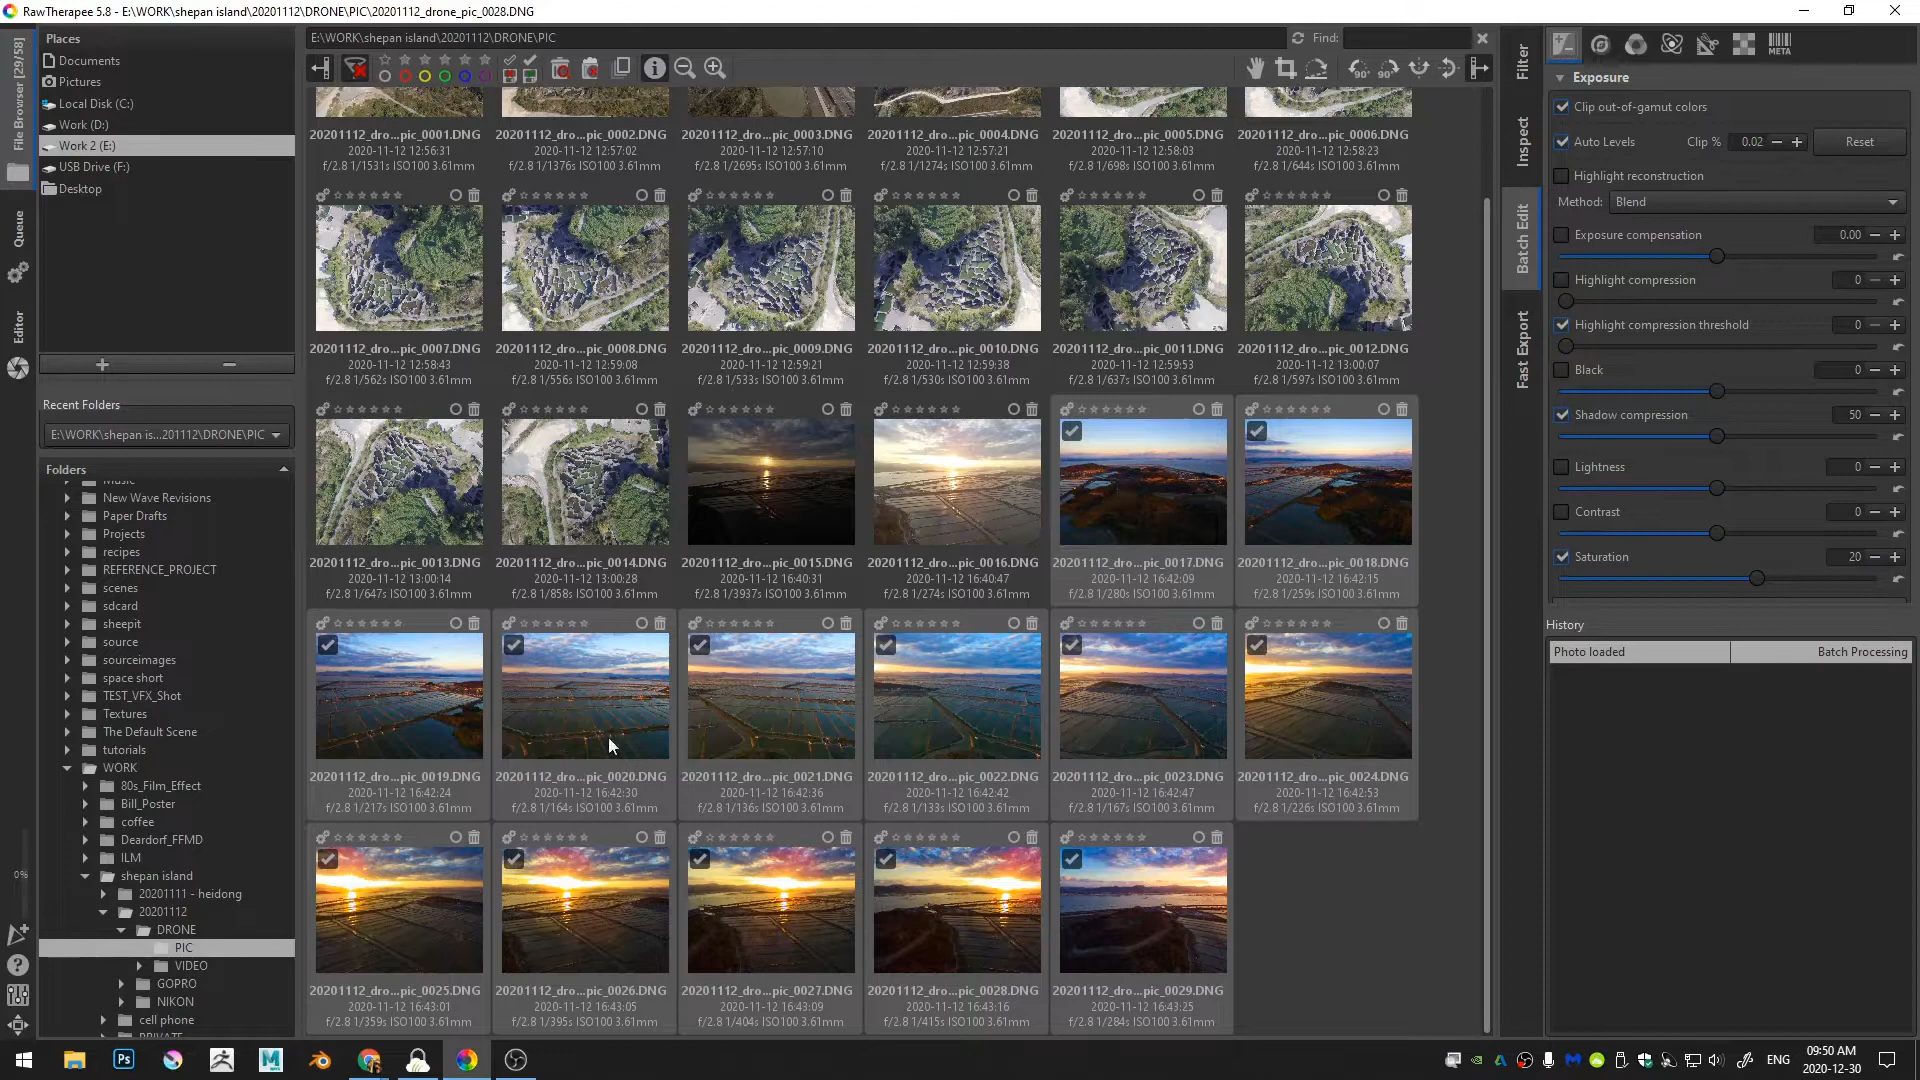 RawTherapee 5.8 - E:\WORK\shepan island\20201112\DRONE\PIC\20201112_drone_pic_0028.DNG
File Browser [29/58]
Queue
Editor
0%
Places
Documents
Pictures
Local Disk (C:)
Work (D:)
Work 2 (E:)
USB Drive (F:)
Desktop
Recent Folders
E:\WORK\shepan is...201112\DRONE\PIC
Folders
Music
New Wave Revisions
Paper Drafts
Projects
recipes
REFERENCE_PROJECT
scenes
sdcard
sheepit
source
sourceimages
space short
TEST_VFX_Shot
Textures
The Default Scene
tutorials
WORK
80s_Film_Effect
Bill_Poster
coffee
Deardorf_FFMD
ILM
shepan island
20201111 - heidong
20201112
DRONE
PIC
VIDEO
GOPRO
NIKON
cell phone
PRIVATE
E:\WORK\shepan island\20201112\DRONE\PIC
Find:
20201112_dro...pic_0001.DNG 20201112_dro...pic_0002.DNG 20201112_dro...pic_0003.DNG 20201112_dro...pic_0004.DNG 20201112_dro...pic_0005.DNG 20201112_dro...pic_0006.DNG
2020-11-12 12:56:31 2020-11-12 12:57:02 2020-11-12 12:57:10 2020-11-12 12:57:21 2020-11-12 12:58:03 2020-11-12 12:58:23
f/2.8 1/1531s ISO100 3.61mm f/2.8 1/1376s ISO100 3.61mm f/2.8 1/2695s ISO100 3.61mm f/2.8 1/1274s ISO100 3.61mm f/2.8 1/698s ISO100 3.61mm f/2.8 1/644s ISO100 3.61mm
20201112_dro...pic_0007.DNG 20201112_dro...pic_0008.DNG 20201112_dro...pic_0009.DNG 20201112_dro...pic_0010.DNG 20201112_dro...pic_0011.DNG 20201112_dro...pic_0012.DNG
2020-11-12 12:58:43 2020-11-12 12:59:08 2020-11-12 12:59:21 2020-11-12 12:59:38 2020-11-12 12:59:53 2020-11-12 13:00:07
f/2.8 1/562s ISO100 3.61mm f/2.8 1/556s ISO100 3.61mm f/2.8 1/533s ISO100 3.61mm f/2.8 1/530s ISO100 3.61mm f/2.8 1/637s ISO100 3.61mm f/2.8 1/597s ISO100 3.61mm
20201112_dro...pic_0013.DNG 20201112_dro...pic_0014.DNG 20201112_dro...pic_0015.DNG 20201112_dro...pic_0016.DNG 20201112_dro...pic_0017.DNG 20201112_dro...pic_0018.DNG
2020-11-12 13:00:14 2020-11-12 13:00:28 2020-11-12 16:40:31 2020-11-12 16:40:47 2020-11-12 16:42:09 2020-11-12 16:42:15
f/2.8 1/647s ISO100 3.61mm f/2.8 1/858s ISO100 3.61mm f/2.8 1/3937s ISO100 3.61mm f/2.8 1/274s ISO100 3.61mm f/2.8 1/280s ISO100 3.61mm f/2.8 1/259s ISO100 3.61mm
20201112_dro...pic_0019.DNG 20201112_dro...pic_0020.DNG 20201112_dro...pic_0021.DNG 20201112_dro...pic_0022.DNG 20201112_dro...pic_0023.DNG 20201112_dro...pic_0024.DNG
2020-11-12 16:42:24 2020-11-12 16:42:30 2020-11-12 16:42:36 2020-11-12 16:42:42 2020-11-12 16:42:47 2020-11-12 16:42:53
f/2.8 1/217s ISO100 3.61mm f/2.8 1/164s ISO100 3.61mm f/2.8 1/136s ISO100 3.61mm f/2.8 1/133s ISO100 3.61mm f/2.8 1/167s ISO100 3.61mm f/2.8 1/226s ISO100 3.61mm
20201112_dro...pic_0025.DNG 20201112_dro...pic_0026.DNG 20201112_dro...pic_0027.DNG 20201112_dro...pic_0028.DNG 20201112_dro...pic_0029.DNG
2020-11-12 16:43:01 2020-11-12 16:43:05 2020-11-12 16:43:09 2020-11-12 16:43:16 2020-11-12 16:43:25
f/2.8 1/359s ISO100 3.61mm f/2.8 1/395s ISO100 3.61mm f/2.8 1/404s ISO100 3.61mm f/2.8 1/415s ISO100 3.61mm f/2.8 1/284s ISO100 3.61mm
Filter
Inspect
Batch Edit
Fast Export
META
Exposure
Clip out-of-gamut colors
Auto Levels Clip % 0.02 Reset
Highlight reconstruction
Method: Blend
Exposure compensation 0.00
Highlight compression 0
Highlight compression threshold 0
Black 0
Shadow compression 50
Lightness 0
Contrast 0
Saturation 20
History
Photo loaded Batch Processing
Ps
ENG
09:50 AM
2020-12-30